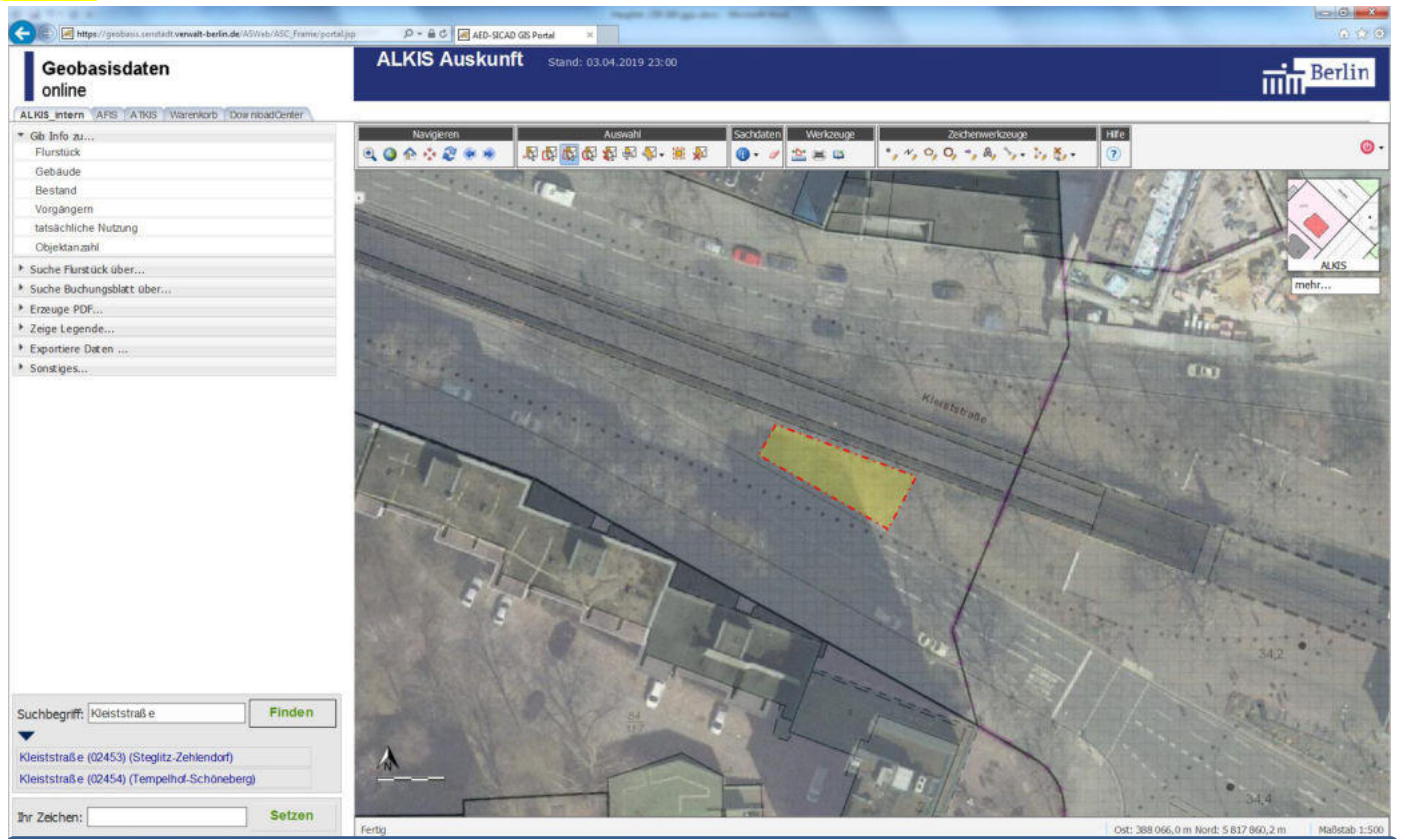 https://geobasis.senstadt.verwalt-berlin.de/ASWeb/ASC_Frame/portal.jsp
AED-SICAD GIS Portal
Geobasisdaten
online
ALKIS Auskunft Stand: 03.04.2019 23:00
Berlin
ALKIS_intern AFIS ATKIS Warenkorb DownloadCenter
Gib Info zu...
Flurstück
Gebäude
Bestand
Vorgängern
tatsächliche Nutzung
Objektanzahl
Suche Flurstück über...
Suche Buchungsblatt über...
Erzeuge PDF...
Zeige Legende...
Exportiere Daten ...
Sonstiges...
Navigieren Auswahl Sachdaten Werkzeuge Zeichenwerkzeuge Hilfe
ALKIS
mehr...
Kleiststraße
34,2
34,4
N
Suchbegriff: Kleiststraße Finden
Kleiststraße (02453) (Steglitz-Zehlendorf)
Kleiststraße (02454) (Tempelhof-Schöneberg)
Ihr Zeichen: Setzen
Fertig
Ost: 388 066,0 m Nord: 5 817 860,2 m Maßstab 1:500